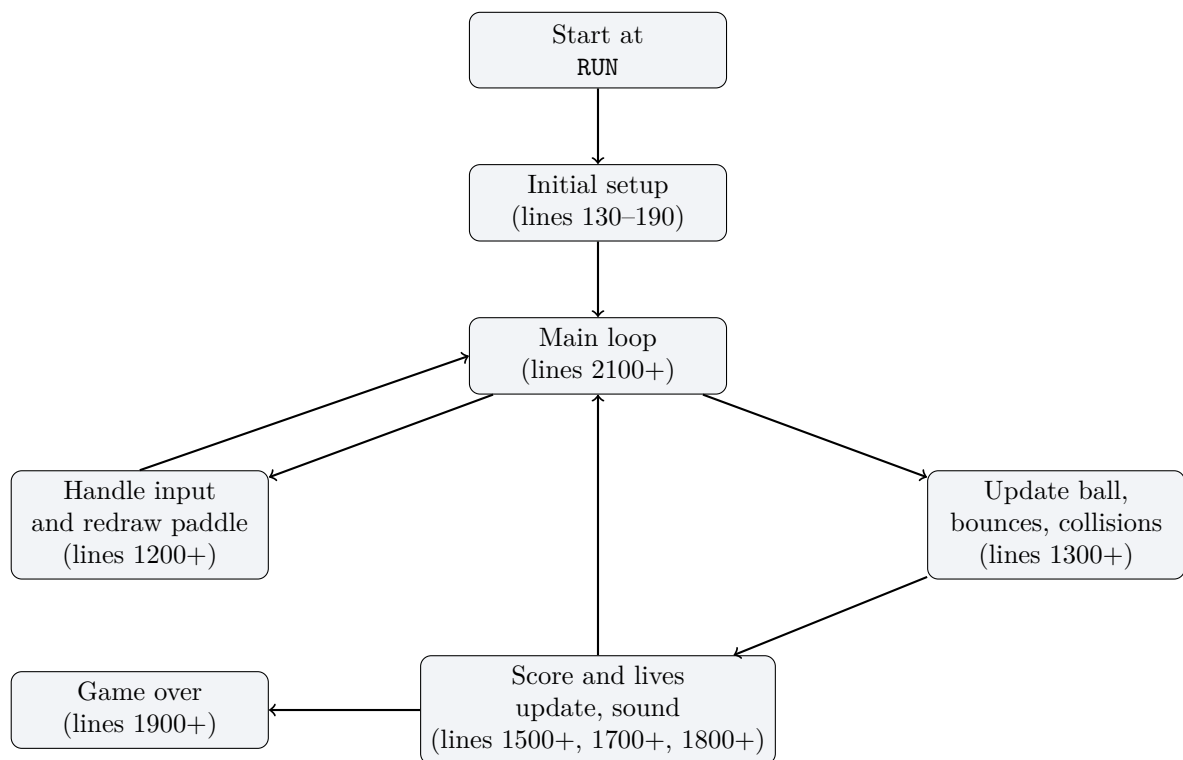 Start at
RUN
Initial setup
(lines 130–190)
Main loop
(lines 2100+)
Handle input
and redraw paddle
(lines 1200+)
Update ball,
bounces, collisions
(lines 1300+)
Score and lives
update, sound
(lines 1500+, 1700+, 1800+)
Game over
(lines 1900+)